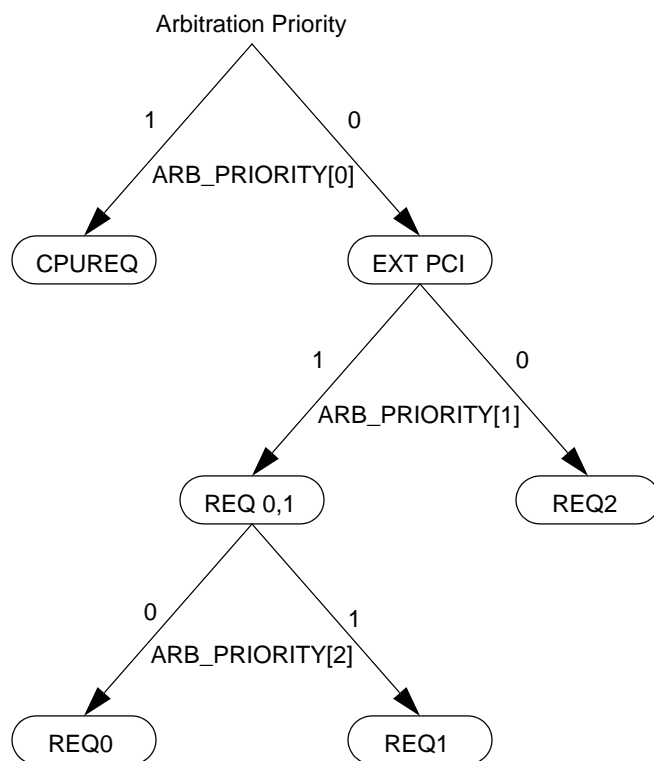 Arbitration Priority
1
0
ARB_PRIORITY[0]
CPUREQ
EXT PCI
1
0
ARB_PRIORITY[1]
REQ 0,1
REQ2
0
1
ARB_PRIORITY[2]
REQ0
REQ1